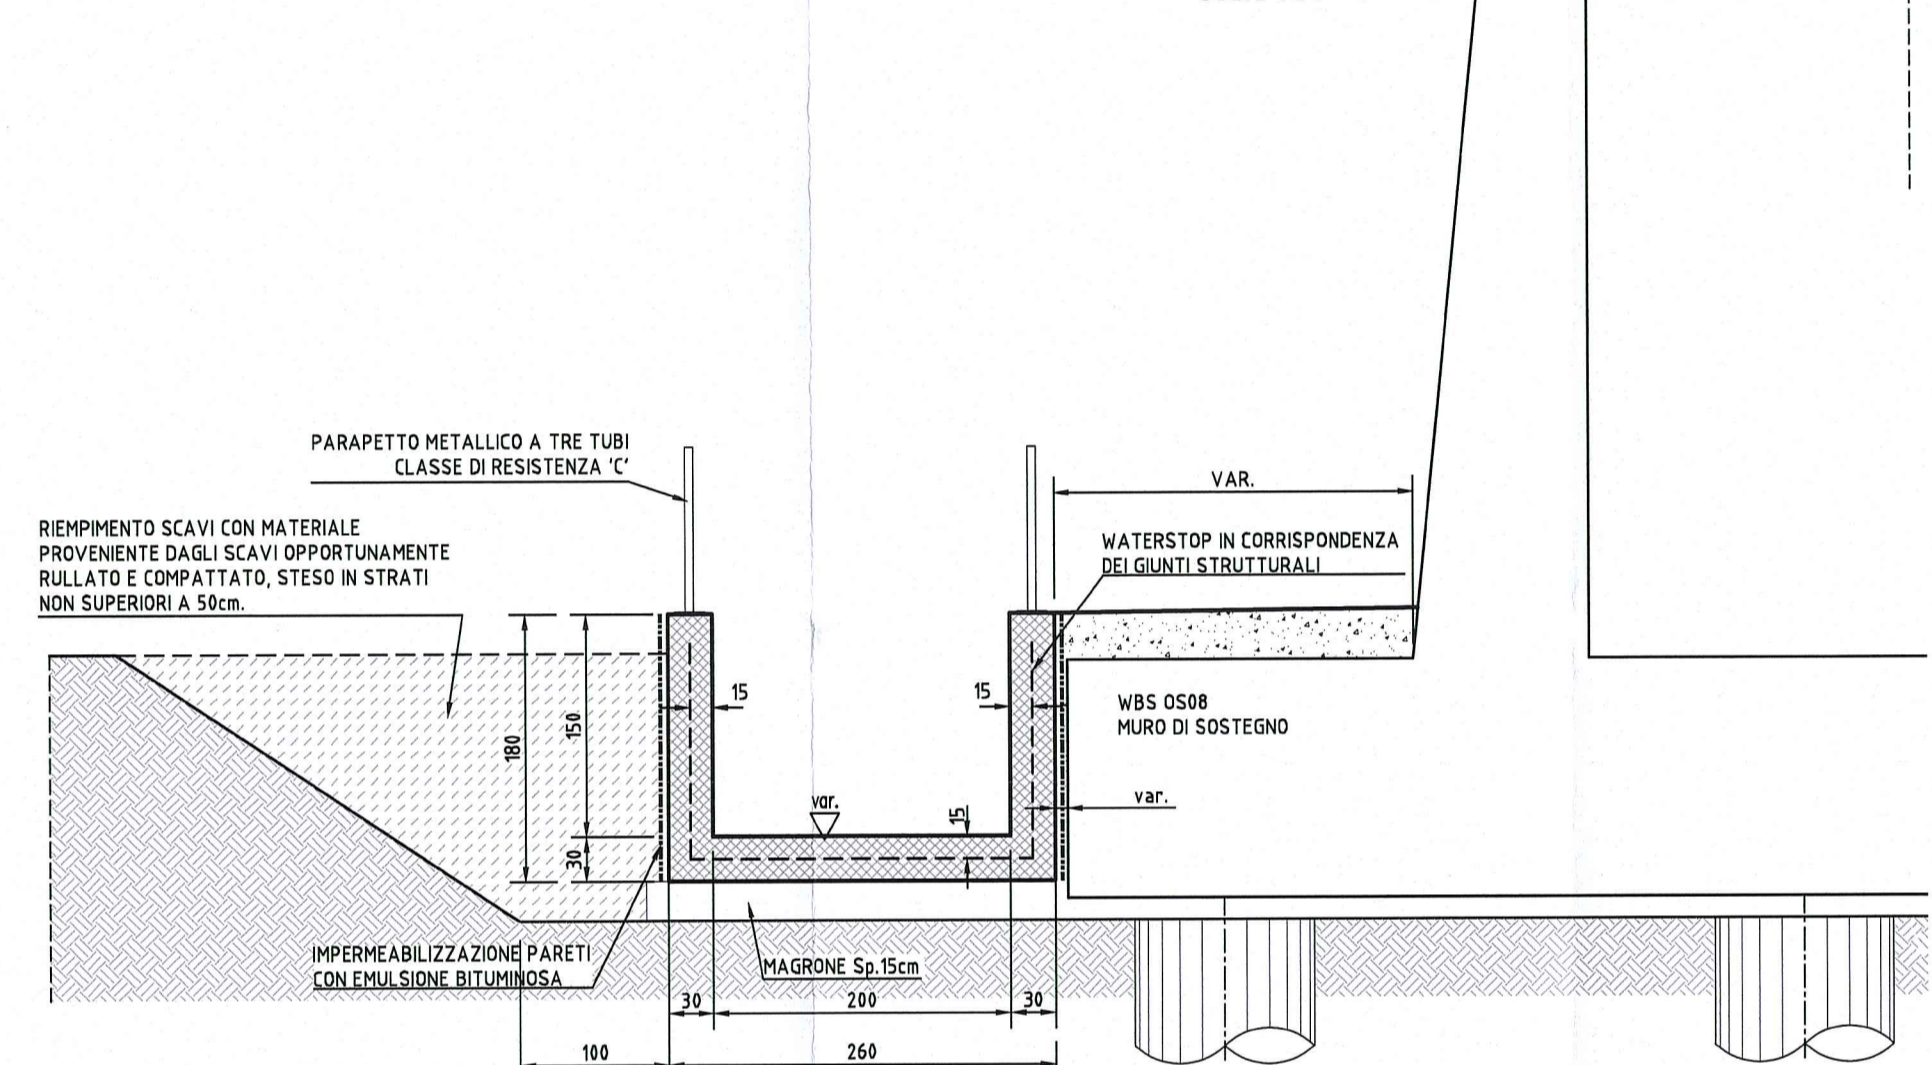 PARAPETTO METALLICO A TRE TUBI
CLASSE DI RESISTENZA 'C'
VAR.
RIEMPIMENTO SCAVI CON MATERIALE
PROVENIENTE DAGLI SCAVI OPPORTUNAMENTE
RULLATO E COMPATTATO, STESO IN STRATI
NON SUPERIORI A 50cm.
WATERSTOP IN CORRISPONDENZA
DEI GIUNTI STRUTTURALI
15
15
WBS OS08
MURO DI SOSTEGNO
180
150
var.
15
var.
30
IMPERMEABILIZZAZIONE PARETI
CON EMULSIONE BITUMINOSA
MAGRONE Sp.15cm
30
200
30
100
260